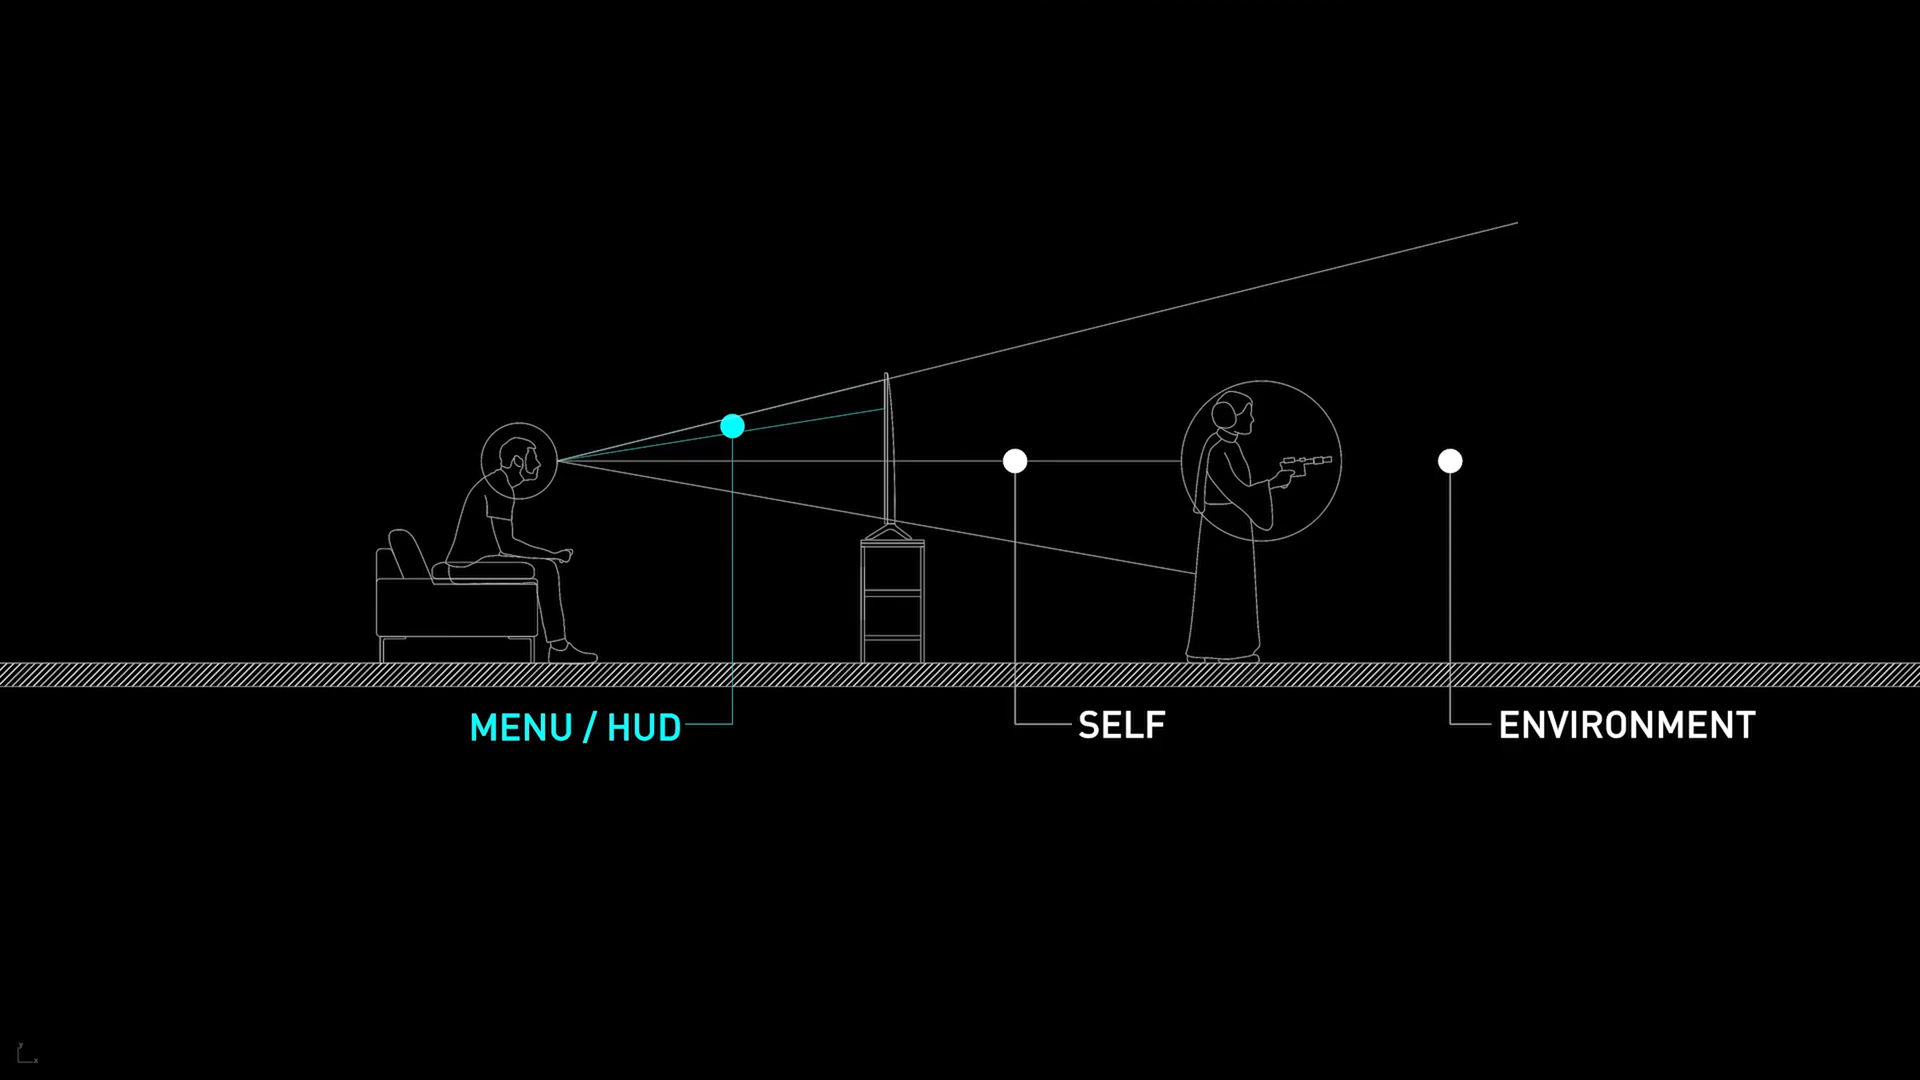 MENU / HUD
SELF
ENVIRONMENT
y
x